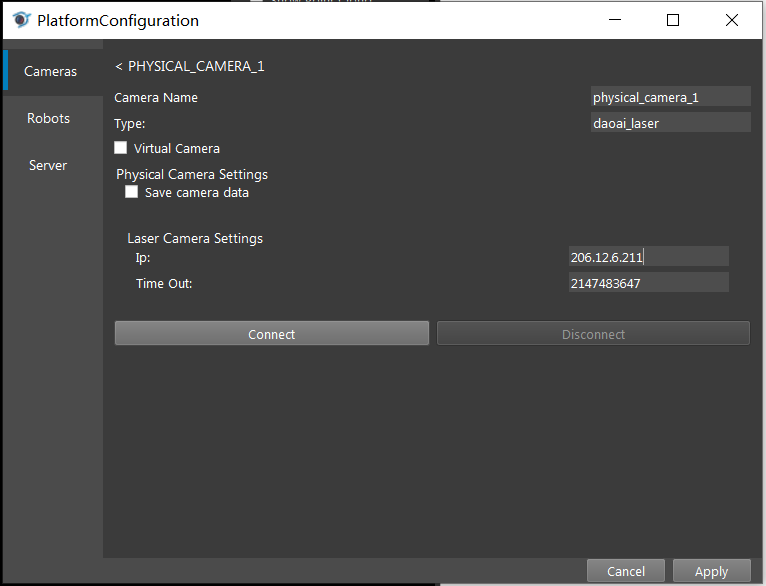 PlatformConfiguration
Cameras
Robots
Server
< PHYSICAL_CAMERA_1
Camera Name physical_camera_1
Type: daoai_laser
Virtual Camera
Physical Camera Settings
Save camera data
Laser Camera Settings
Ip: 206.12.6.211
Time Out: 2147483647
Connect Disconnect
Cancel Apply